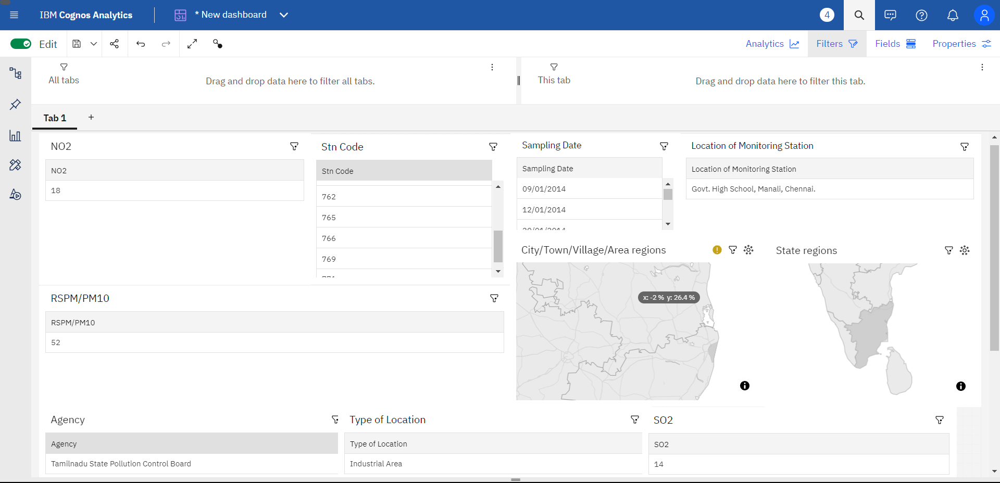 IBM Cognos Analytics
* New dashboard
4
Edit
Analytics
Filters
Fields
Properties
All tabs
Drag and drop data here to filter all tabs.
This tab
Drag and drop data here to filter this tab.
Tab 1
+
NO2
NO2
18
Stn Code
Stn Code
762
765
766
769
Sampling Date
Sampling Date
09/01/2014
12/01/2014
Location of Monitoring Station
Location of Monitoring Station
Govt. High School, Manali, Chennai.
City/Town/Village/Area regions
x: -2 % y: 26.4 %
State regions
RSPM/PM10
RSPM/PM10
52
Agency
Agency
Tamilnadu State Pollution Control Board
Type of Location
Type of Location
Industrial Area
SO2
SO2
14